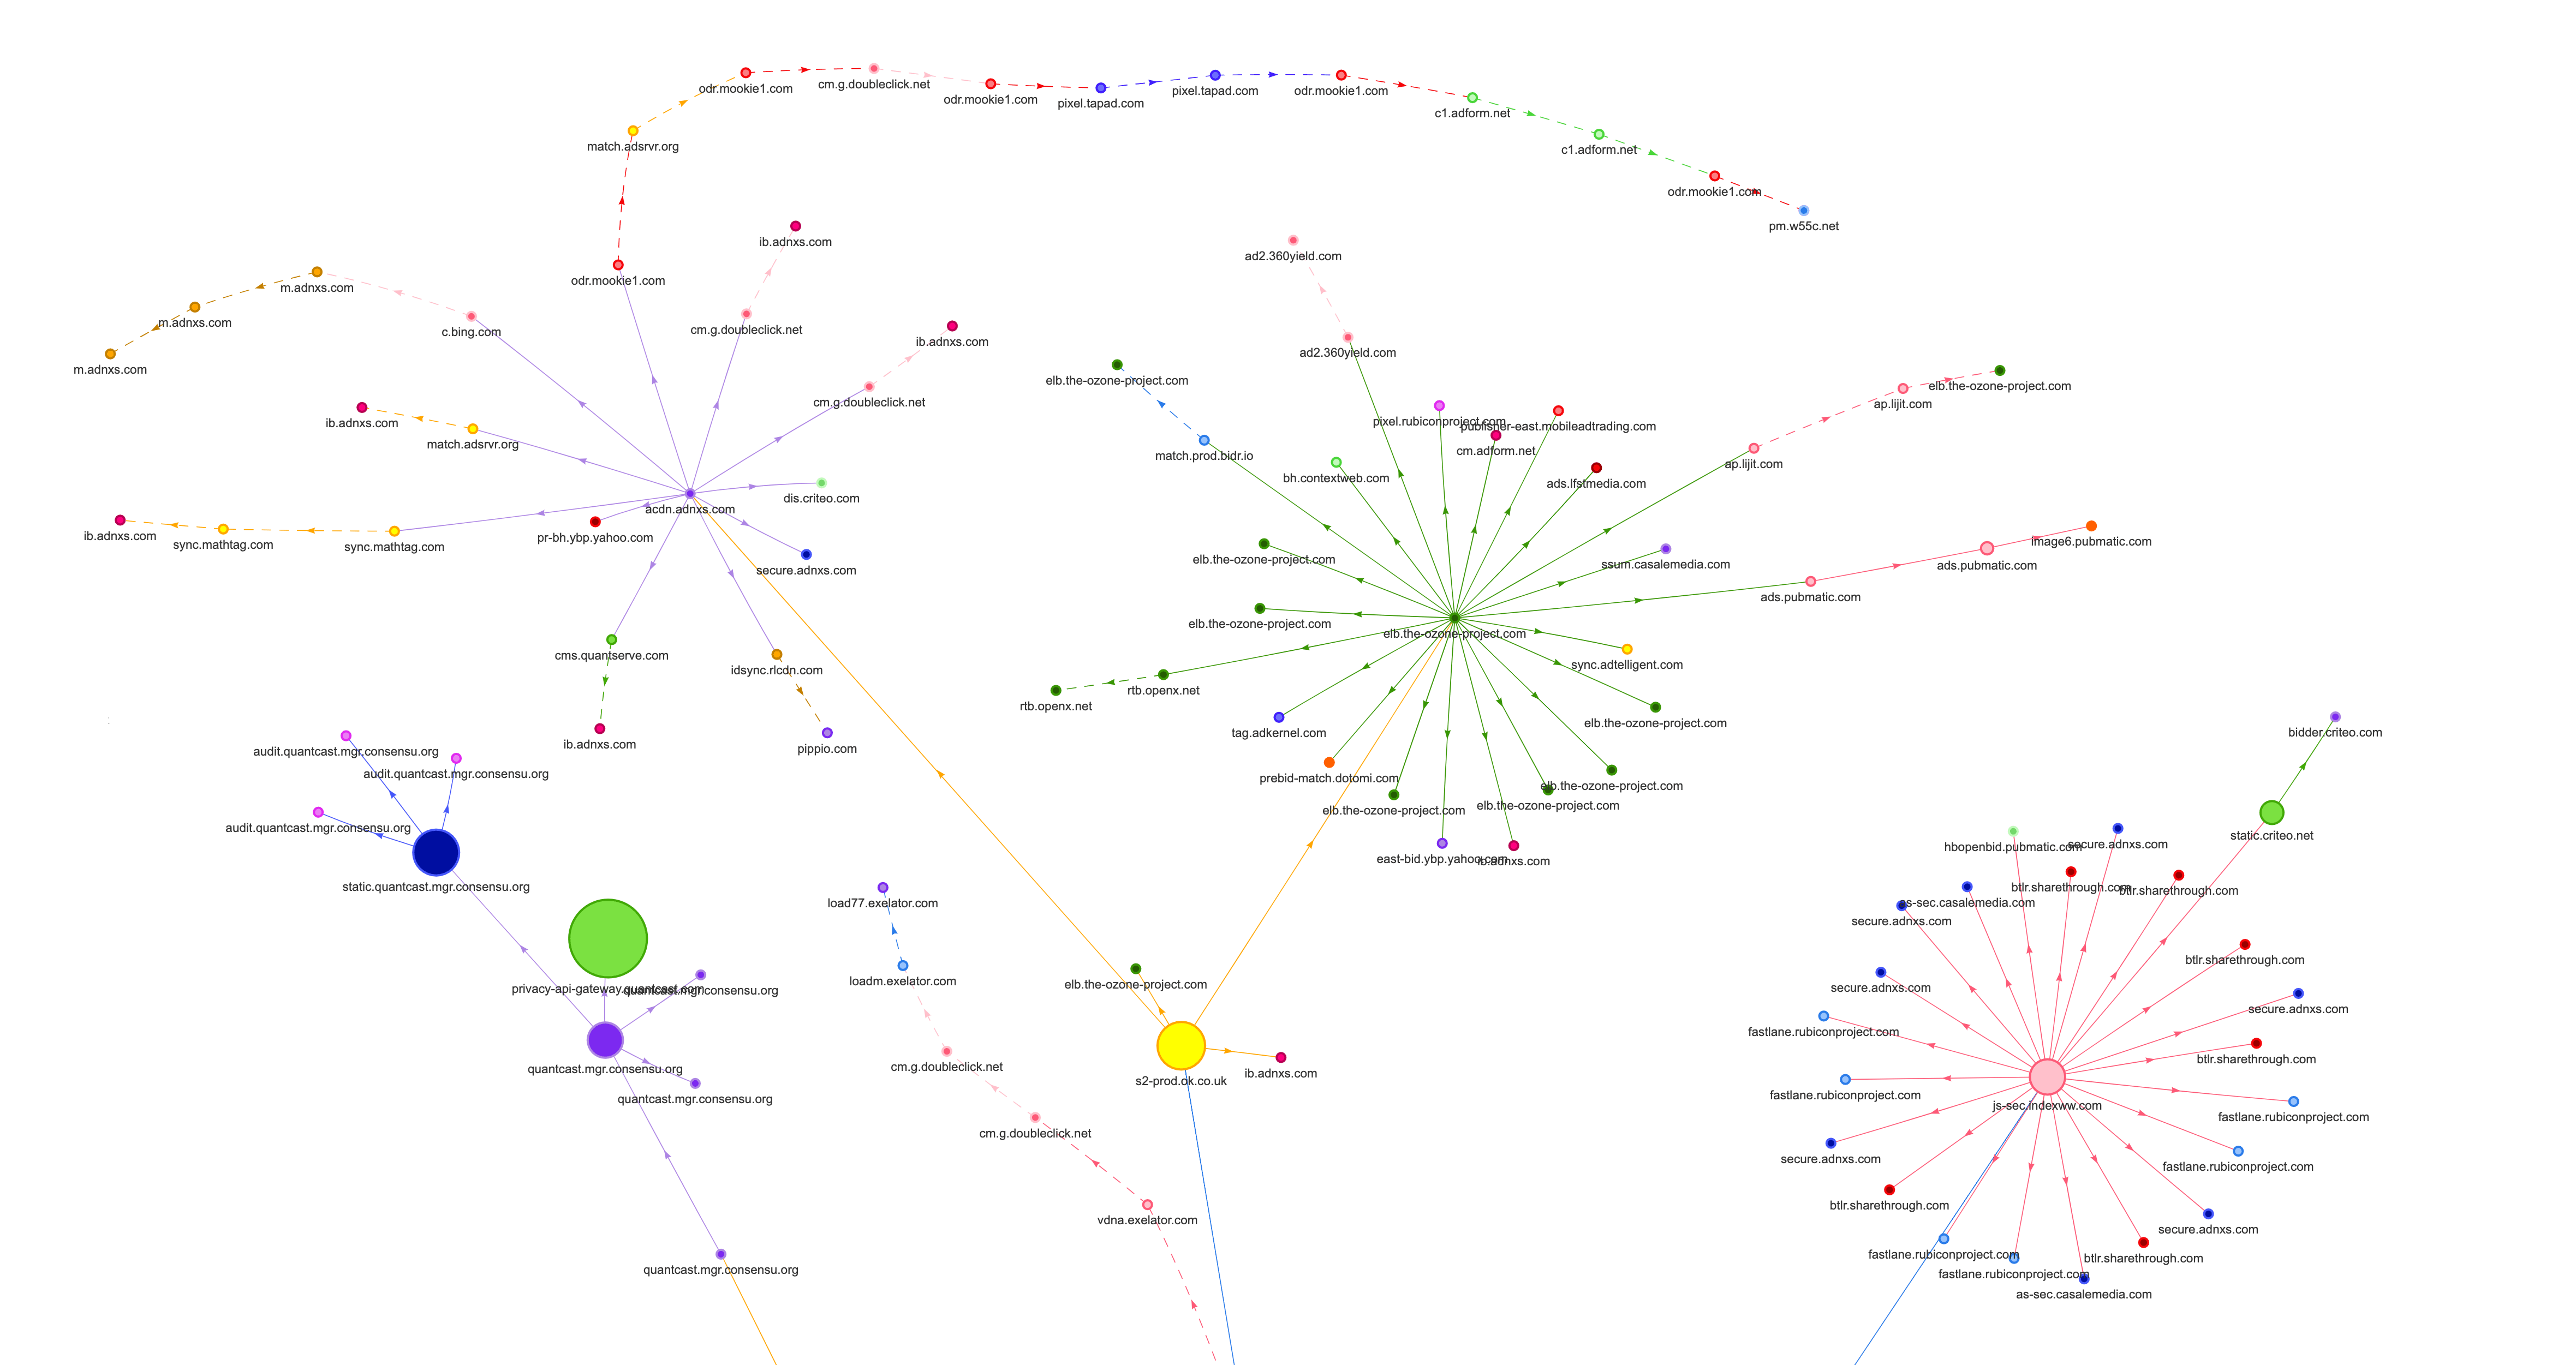 odr.mookie1.com
cm.g.doubleclick.net
odr.mookie1.com
pixel.tapad.com
pixel.tapad.com
odr.mookie1.com
c1.adform.net
match.adsrvr.org
c1.adform.net
odr.mookie1.com
pm.w55c.net
ib.adnxs.com
ad2.360yield.com
odr.mookie1.com
m.adnxs.com
m.adnxs.com
c.bing.com
cm.g.doubleclick.net
ib.adnxs.com
ad2.360yield.com
m.adnxs.com
elb.the-ozone-project.com
elb.the-ozone-project.com
cm.g.doubleclick.net
ap.lijit.com
ib.adnxs.com
pixel.rubiconproject.com
publisher-east.mobileadtrading.com
match.adsrvr.org
match.prod.bidr.io
cm.adform.net
ap.lijit.com
bh.contextweb.com
ads.lfstmedia.com
dis.criteo.com
acdn.adnxs.com
ib.adnxs.com
sync.mathtag.com
sync.mathtag.com
pr-bh.ybp.yahoo.com
image6.pubmatic.com
elb.the-ozone-project.com
ssum.casalemedia.com
ads.pubmatic.com
secure.adnxs.com
ads.pubmatic.com
elb.the-ozone-project.com
elb.the-ozone-project.com
cms.quantserve.com
idsync.rlcdn.com
sync.adtelligent.com
rtb.openx.net
rtb.openx.net
elb.the-ozone-project.com
tag.adkernel.com
bidder.criteo.com
ib.adnxs.com
pippio.com
audit.quantcast.mgr.consensu.org
audit.quantcast.mgr.consensu.org
prebid-match.dotomi.com
elb.the-ozone-project.com
elb.the-ozone-project.com
elb.the-ozone-project.com
audit.quantcast.mgr.consensu.org
static.criteo.net
hbopenbid.pubmatic.com
secure.adnxs.com
east-bid.ybp.yahoo.com
ib.adnxs.com
static.quantcast.mgr.consensu.org
btlr.sharethrough.com
btlr.sharethrough.com
load77.exelator.com
as-sec.casalemedia.com
secure.adnxs.com
btlr.sharethrough.com
loadm.exelator.com
elb.the-ozone-project.com
secure.adnxs.com
privacy-api-gateway.quantcast.com
quantcast.mgr.consensu.org
secure.adnxs.com
fastlane.rubiconproject.com
btlr.sharethrough.com
quantcast.mgr.consensu.org
cm.g.doubleclick.net
s2-prod.ok.co.uk
ib.adnxs.com
fastlane.rubiconproject.com
js-sec.indexww.com
quantcast.mgr.consensu.org
fastlane.rubiconproject.com
cm.g.doubleclick.net
secure.adnxs.com
fastlane.rubiconproject.com
btlr.sharethrough.com
vdna.exelator.com
secure.adnxs.com
fastlane.rubiconproject.com
btlr.sharethrough.com
quantcast.mgr.consensu.org
fastlane.rubiconproject.com
as-sec.casalemedia.com